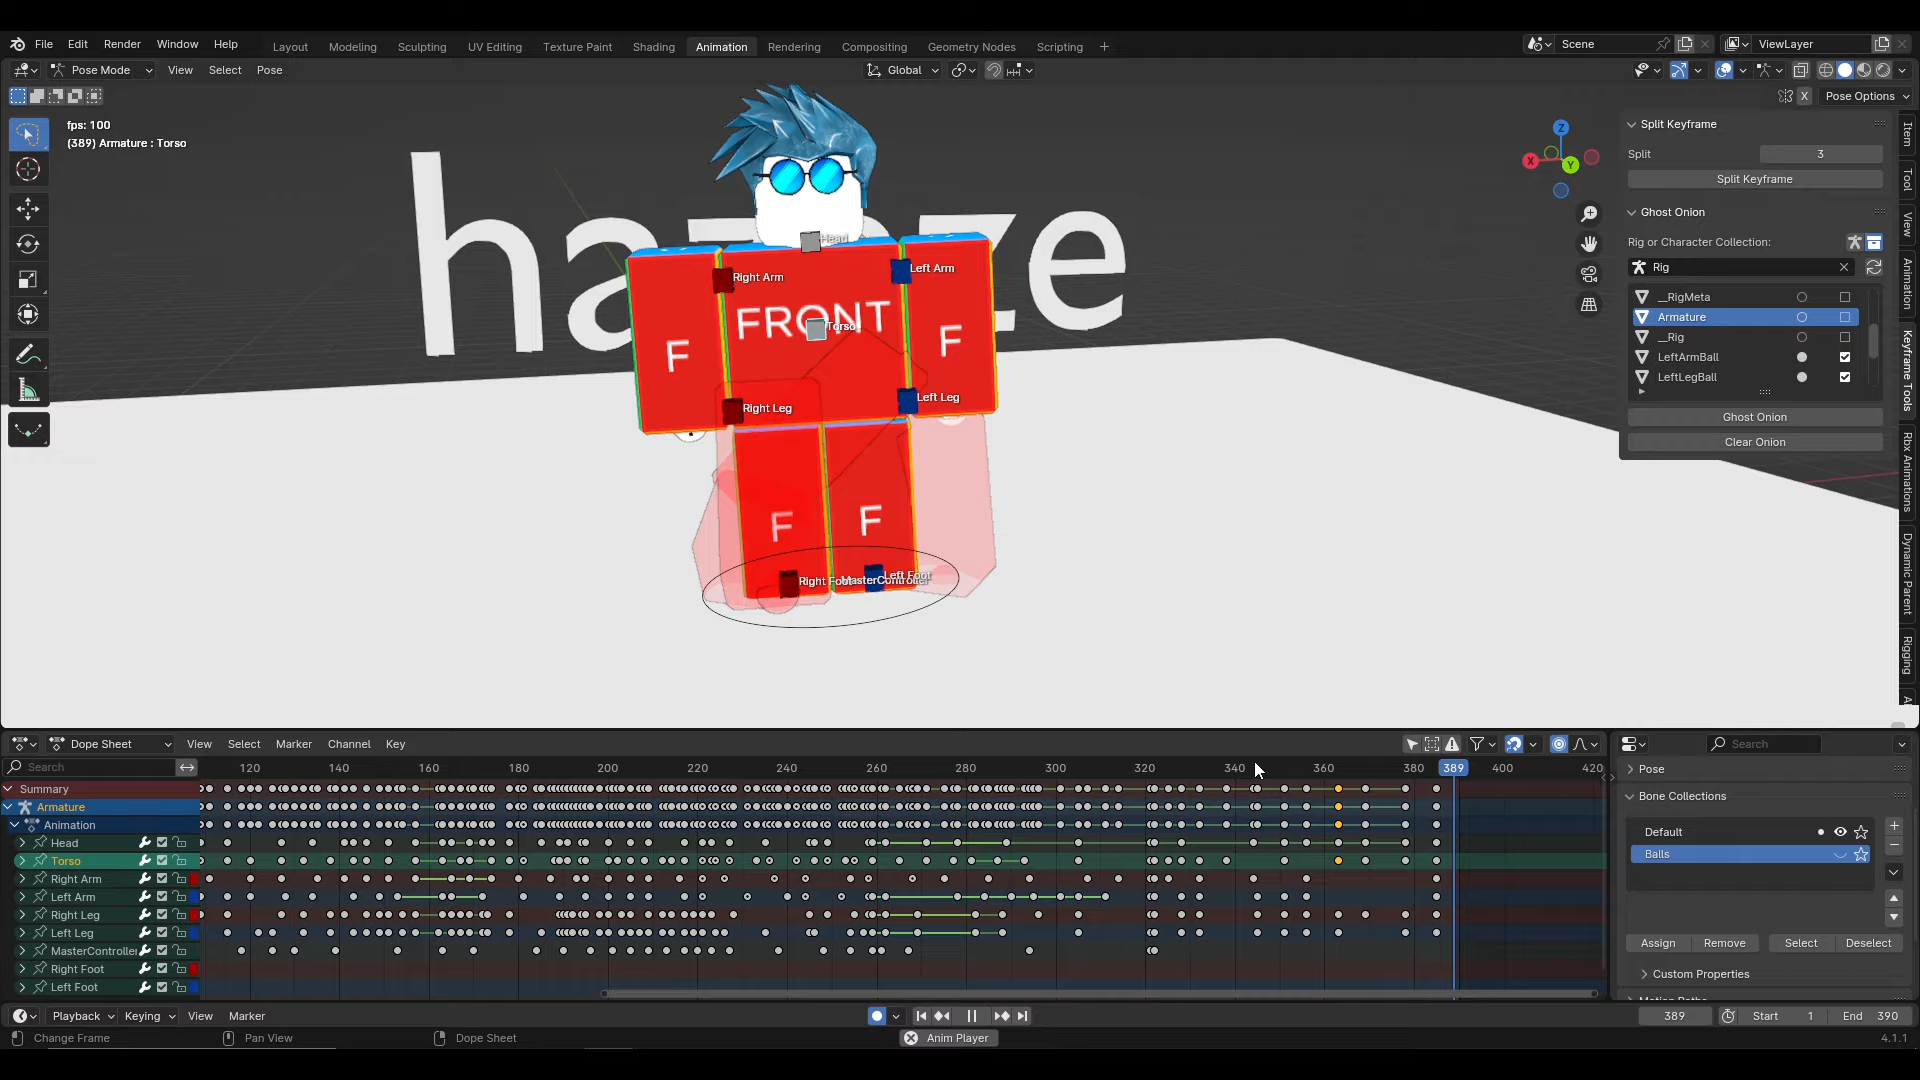 File Edit Render Window Help Layout Modeling Sculpting UV Editing Texture Paint Shading Animation Rendering Compositing Geometry Nodes Scripting + Scene ViewLayer
Pose Mode View Select Pose Global
X Pose Options
fps: 100
(389) Armature : Torso
Z
X
Y
Split Keyframe
Split 3
Split Keyframe
Ghost Onion
Rig or Character Collection:
Rig
__RigMeta
Armature
__Rig
LeftArmBall
LeftLegBall
Ghost Onion
Clear Onion
Item
Tool
View
Animation
Keyframe Tools
Rbx Animations
Dynamic Parent
Rigging
Head
Right Arm
Left Arm
FRONT
Torso
F
F
Right Leg
Left Leg
F
F
Left Foot
Dope Sheet View Select Marker Channel Key
Search
Search
120 140 160 180 200 220 240 260 280 300 320 340 360 380 389 400 420
Summary
Armature
Animation
Head
Torso
Right Arm
Left Arm
Right Leg
Left Leg
MasterController
Right Foot
Left Foot
Pose
Bone Collections
Default
Balls
Assign Remove Select Deselect
Custom Properties
Playback Keying View Marker 389 Start 1 End 390
Change Frame Pan View Dope Sheet Anim Player 4.1.1